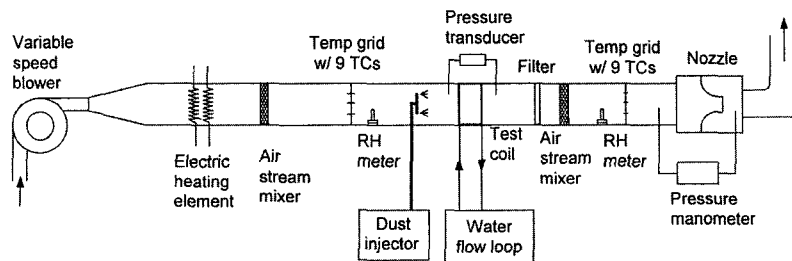 Variable
speed
blower
Electric
heating
element
Air
stream
mixer
Temp grid
w/ 9 TCs
RH
meter
Dust
injector
Pressure
transducer
Water
flow loop
Test
coil
Filter
Air
stream
mixer
Temp grid
w/ 9 TCs
RH
meter
Nozzle
Pressure
manometer